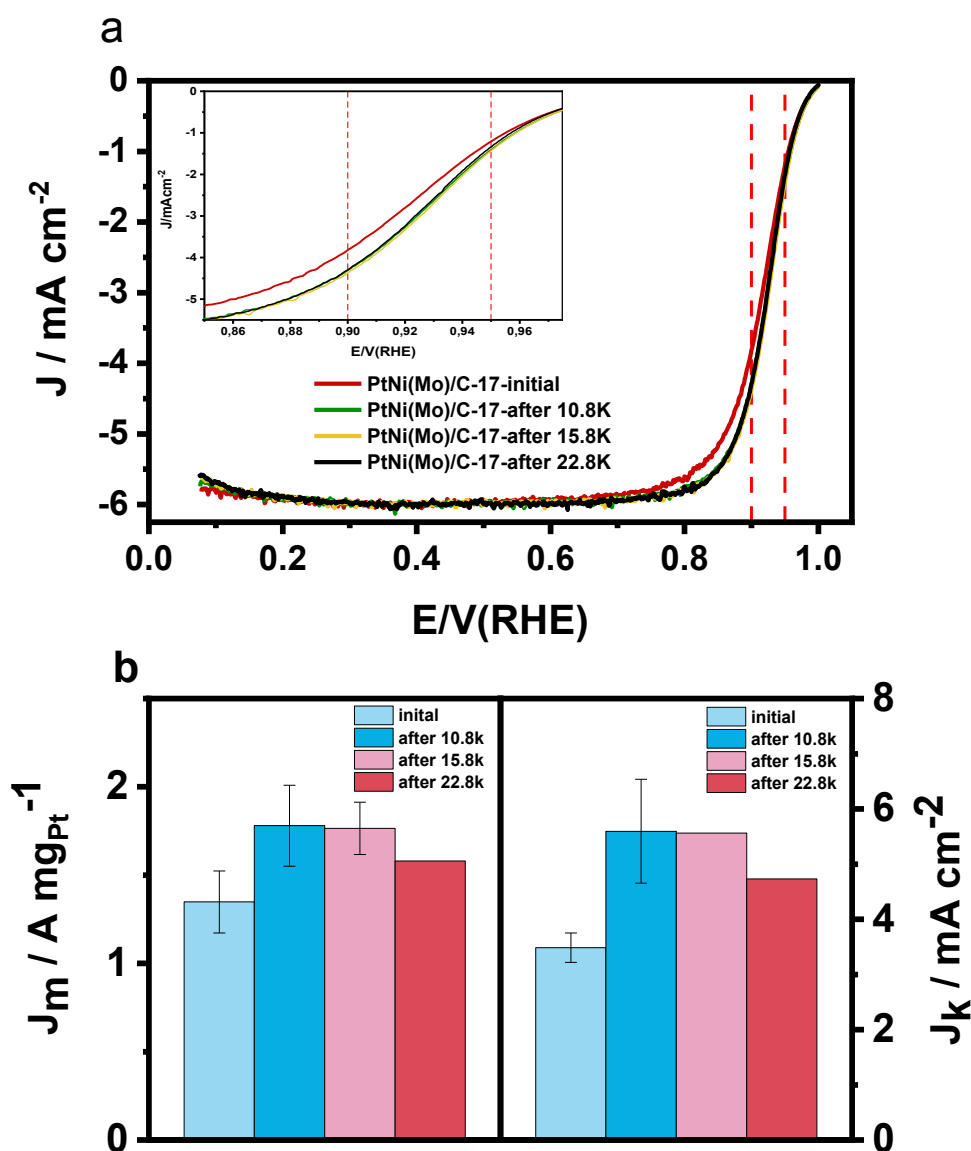 a
0
-1
-2
-3
-4
-5
-6
J / mA cm-2
0
-1
-2
-3
-4
-5
J/mAcm-2
0,86 0,88 0,90 0,92 0,94 0,96
E/V(RHE)
PtNi(Mo)/C-17-initial
PtNi(Mo)/C-17-after 10.8K
PtNi(Mo)/C-17-after 15.8K
PtNi(Mo)/C-17-after 22.8K
0.0 0.2 0.4 0.6 0.8 1.0
E/V(RHE)
b
2
1
0
Jm / A mgPt-1
inital
after 10.8k
after 15.8k
after 22.8k
initial
after 10.8k
after 15.8k
after 22.8k
8
6
4
2
0
Jk / mA cm-2